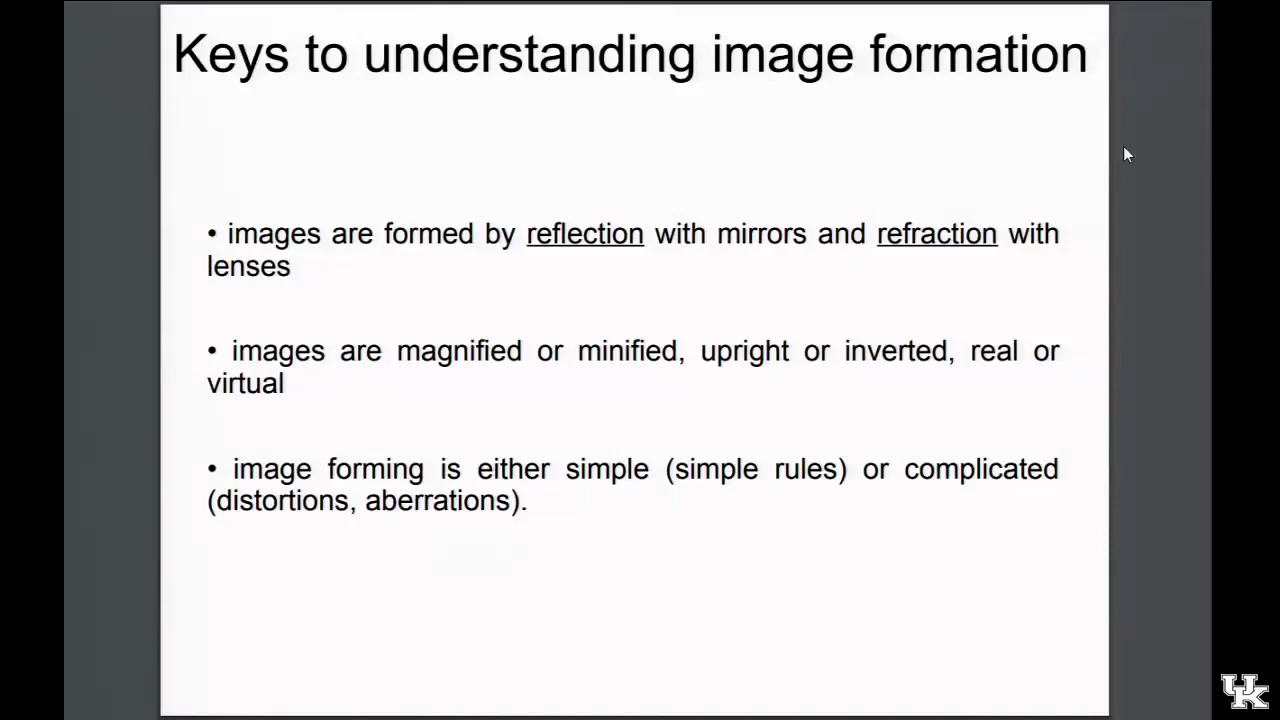 Keys to understanding image formation
• images are formed by reflection with mirrors and refraction with
lenses
• images are magnified or minified, upright or inverted, real or
virtual
• image forming is either simple (simple rules) or complicated
(distortions, aberrations).
UK